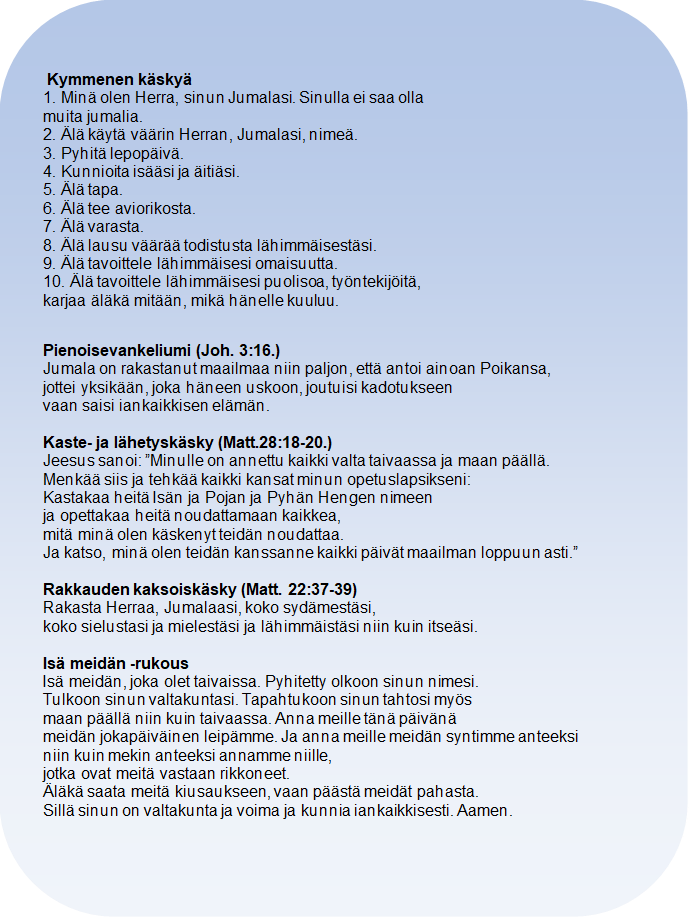 Kymmenen käskyä
1. Minä olen Herra, sinun Jumalasi. Sinulla ei saa olla
muita jumalia.
2. Älä käytä väärin Herran, Jumalasi, nimeä.
3. Pyhitä lepopäivä.
4. Kunnioita isääsi ja äitiäsi.
5. Älä tapa.
6. Älä tee aviorikosta.
7. Älä varasta.
8. Älä lausu väärää todistusta lähimmäisestäsi.
9. Älä tavoittele lähimmäisesi omaisuutta.
10. Älä tavoittele lähimmäisesi puolisoa, työntekijöitä,
karjaa äläkä mitään, mikä hänelle kuuluu.
Pienoisevankeliumi (Joh. 3:16.)
Jumala on rakastanut maailmaa niin paljon, että antoi ainoan Poikansa,
jottei yksikään, joka häneen uskoon, joutuisi kadotukseen
vaan saisi iankaikkisen elämän.
Kaste- ja lähetyskäsky (Matt.28:18-20.)
Jeesus sanoi: ”Minulle on annettu kaikki valta taivaassa ja maan päällä.
Menkää siis ja tehkää kaikki kansat minun opetuslapsikseni:
Kastakaa heitä Isän ja Pojan ja Pyhän Hengen nimeen
ja opettakaa heitä noudattamaan kaikkea,
mitä minä olen käskenyt teidän noudattaa.
Ja katso, minä olen teidän kanssanne kaikki päivät maailman loppuun asti.”
Rakkauden kaksoiskäsky (Matt. 22:37-39)
Rakasta Herraa, Jumalaasi, koko sydämestäsi,
koko sielustasi ja mielestäsi ja lähimmäistäsi niin kuin itseäsi.
Isä meidän -rukous
Isä meidän, joka olet taivaissa. Pyhitetty olkoon sinun nimesi.
Tulkoon sinun valtakuntasi. Tapahtukoon sinun tahtosi myös
maan päällä niin kuin taivaassa. Anna meille tänä päivänä
meidän jokapäiväinen leipämme. Ja anna meille meidän syntimme anteeksi
niin kuin mekin anteeksi annamme niille,
jotka ovat meitä vastaan rikkoneet.
Äläkä saata meitä kiusaukseen, vaan päästä meidät pahasta.
Sillä sinun on valtakunta ja voima ja kunnia iankaikkisesti. Aamen.